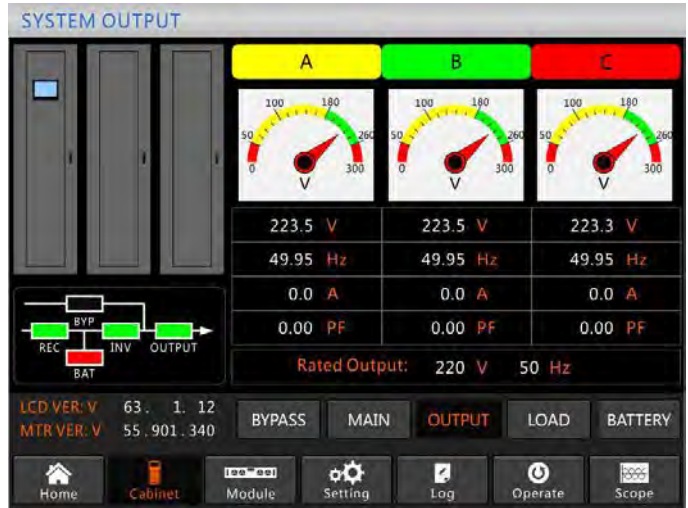 SYSTEM OUTPUT
A B C
0 50 100 180 260 300 V
0 50 100 180 260 300 V
0 50 100 180 260 300 V
223.5 V 223.5 V 223.3 V
49.95 Hz 49.95 Hz 49.95 Hz
0.0 A 0.0 A 0.0 A
0.00 PF 0.00 PF 0.00 PF
Rated Output: 220 V 50 Hz
BYP
REC INV OUTPUT
BAT
LCD VER: V 63. 1. 12
MTR VER: V 55.901.340
BYPASS MAIN OUTPUT LOAD BATTERY
Home Cabinet Module Setting Log Operate Scope